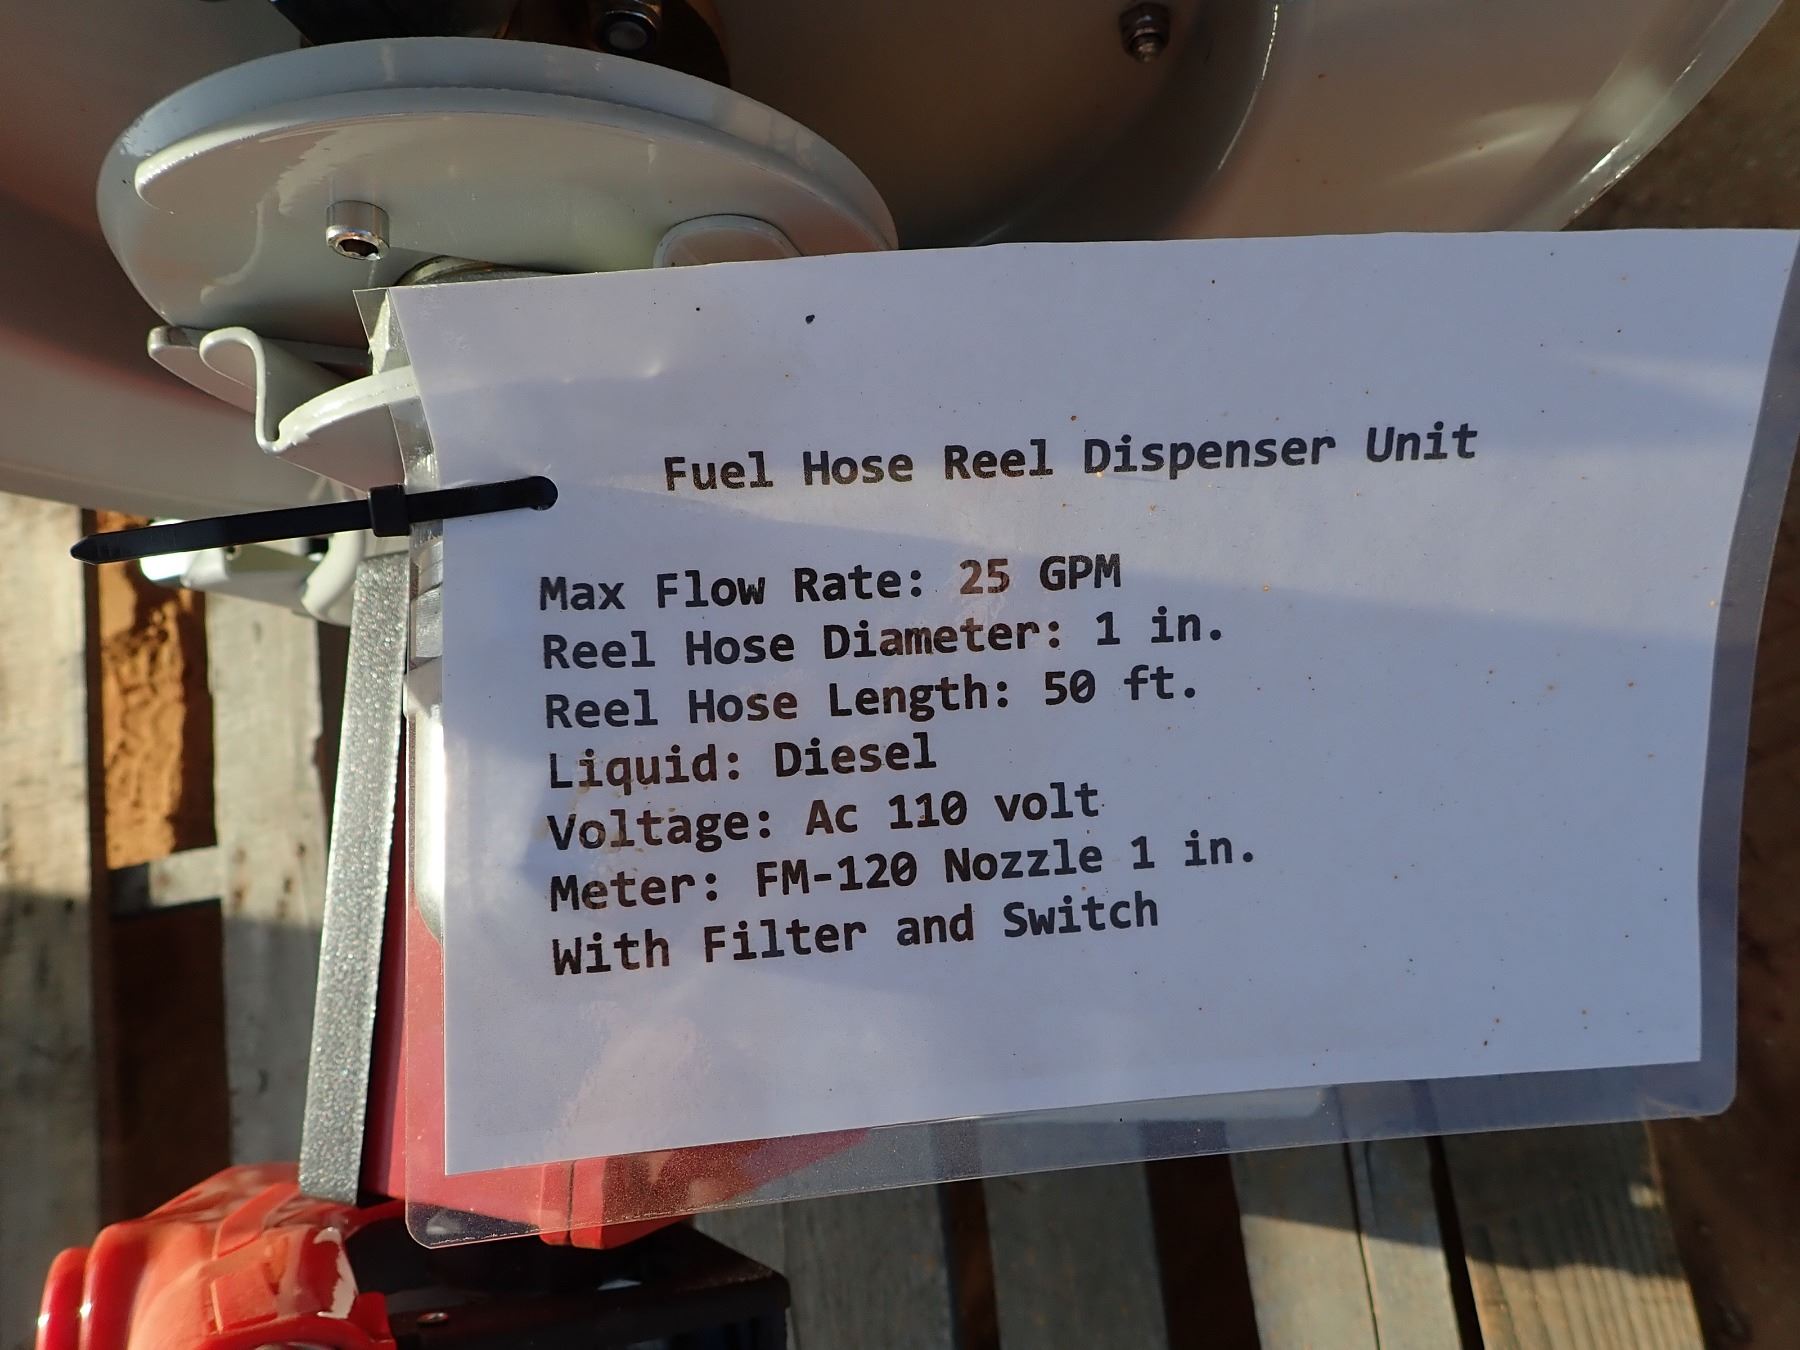 Fuel Hose Reel Dispenser Unit
Max Flow Rate: 25 GPM
Reel Hose Diameter: 1 in.
Reel Hose Length: 50 ft.
Liquid: Diesel
Voltage: Ac 110 volt
Meter: FM-120 Nozzle 1 in.
With Filter and Switch